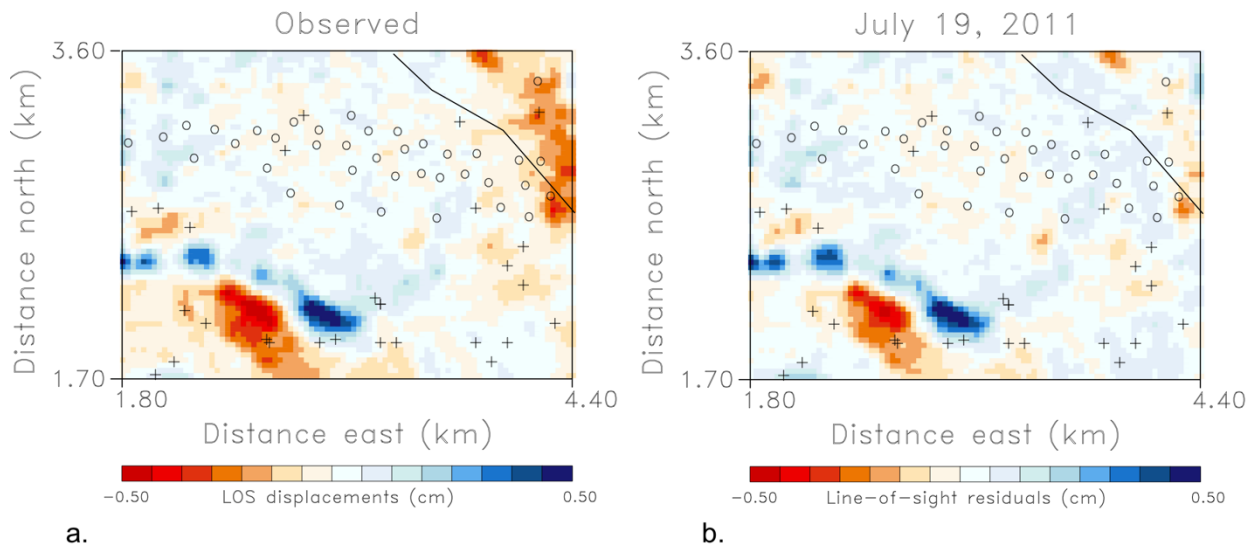 Observed
3.60
Distance north (km)
1.70
1.80
4.40
Distance east (km)
-0.50
LOS displacements (cm)
0.50
a.
July 19, 2011
3.60
Distance north (km)
1.70
1.80
4.40
Distance east (km)
-0.50
Line-of-sight residuals (cm)
0.50
b.